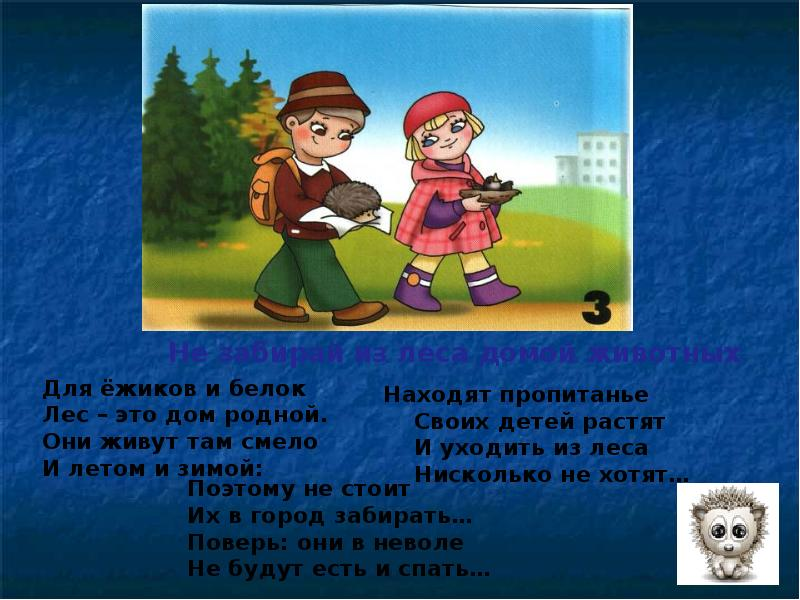 3
Не забирай из леса домой животных
Для ёжиков и белок
Лес – это дом родной.
Они живут там смело
И летом и зимой:
Находят пропитанье
Своих детей растят
И уходить из леса
Нисколько не хотят…
Поэтому не стоит
Их в город забирать…
Поверь: они в неволе
Не будут есть и спать…